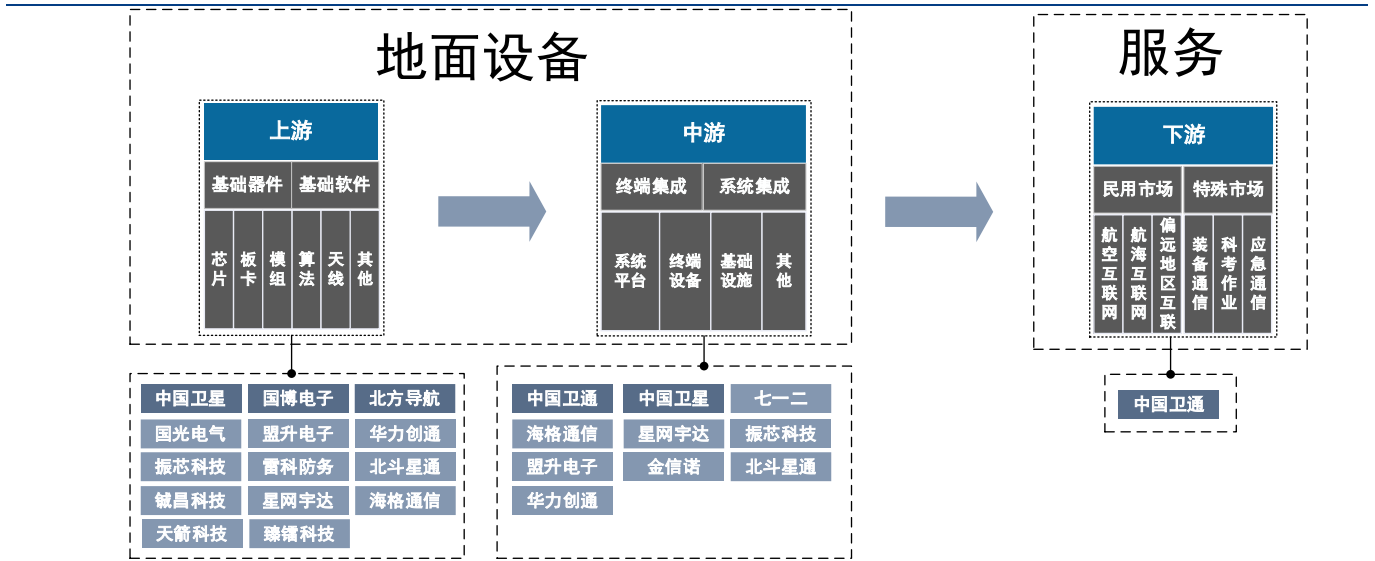 地面设备
服务
上游
基础器件
基础软件
芯片
板卡
模组
算法
天线
其他
中游
终端集成
系统集成
系统
平台
终端
设备
基础
设施
其他
下游
民用市场
特殊市场
航空互联网
航海互联网
偏远地区互联
装备通信
科考作业
应急通信
中国卫星
国博电子
北方导航
国光电气
盟升电子
华力创通
振芯科技
雷科防务
北斗星通
铖昌科技
星网宇达
海格通信
天箭科技
臻镭科技
中国卫通
中国卫星
七一二
海格通信
星网宇达
振芯科技
盟升电子
金信诺
北斗星通
华力创通
中国卫通